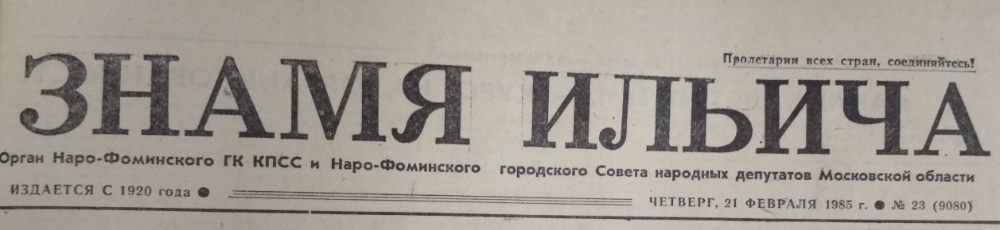 Пролетарии всех стран, соединяйтесь!
ЗНАМЯ ИЛЬИЧА
Орган Наро-Фоминского ГК КПСС и Наро-Фоминского городского Совета народных депутатов Московской области
ИЗДАЕТСЯ С 1920 года ● ЧЕТВЕРГ, 21 ФЕВРАЛЯ 1985 г. ● № 23 (9080)